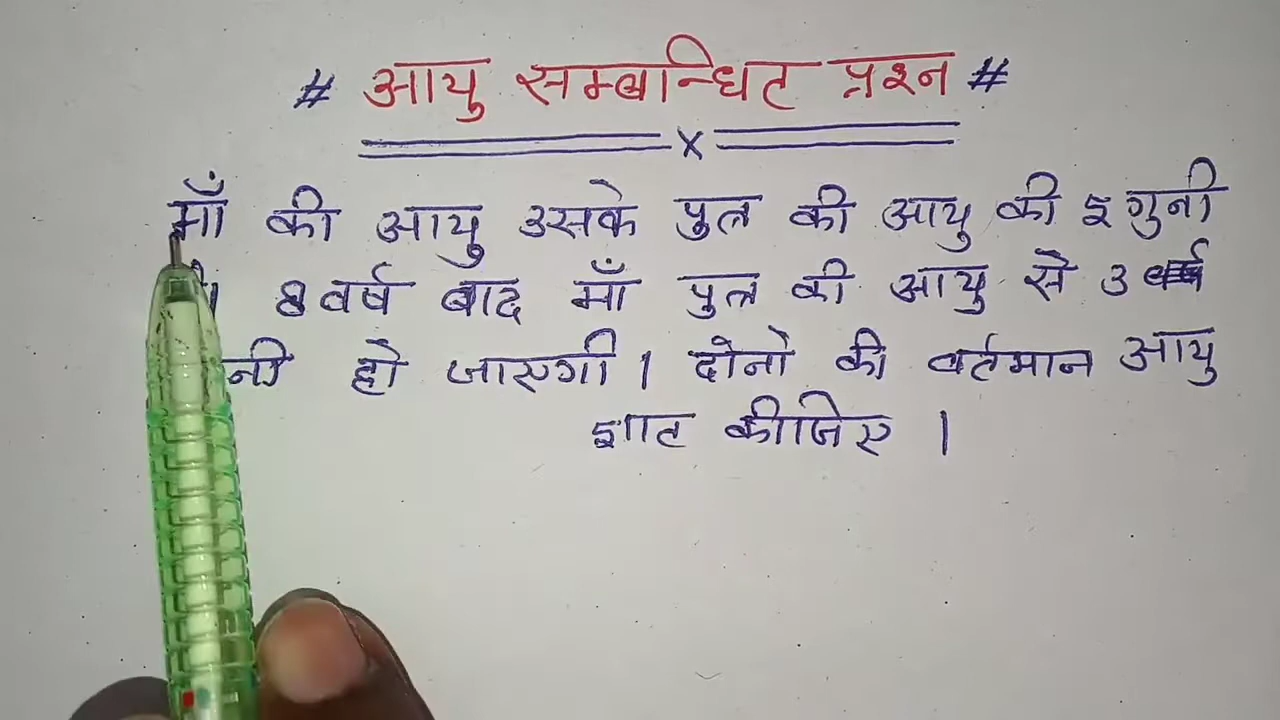 # आयु सम्बन्धित प्रश्न #
x
माँ की आयु उसके पुत्र की आयु की 5 गुनी
8 वर्ष बाद माँ पुत्र की आयु से 3
नी हो जाएगी। दोनो की वर्तमान आयु
ज्ञात कीजिए ।